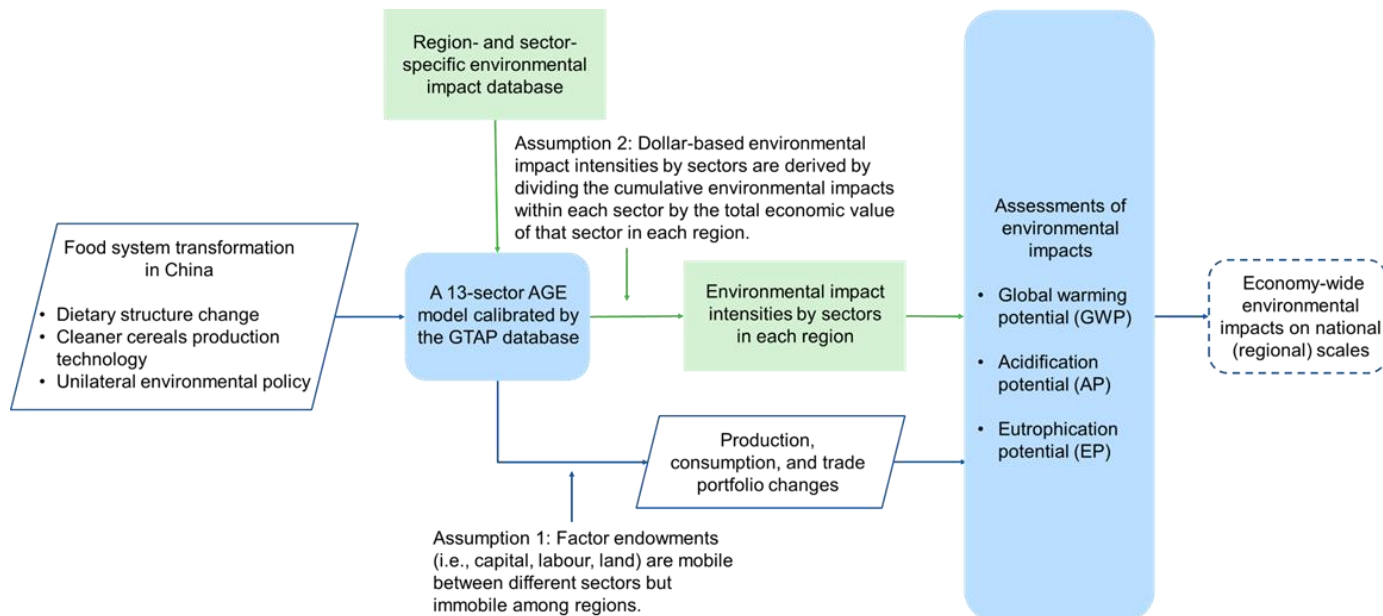 Region- and sector-
specific environmental
impact database
Assumption 2: Dollar-based environmental
impact intensities by sectors are derived by
dividing the cumulative environmental impacts
within each sector by the total economic value
of that sector in each region.
Food system transformation
in China
• Dietary structure change
• Cleaner cereals production
technology
• Unilateral environmental policy
A 13-sector AGE
model calibrated by
the GTAP database
Environmental impact
intensities by sectors
in each region
Production,
consumption, and trade
portfolio changes
Assumption 1: Factor endowments
(i.e., capital, labour, land) are mobile
between different sectors but
immobile among regions.
Assessments of
environmental
impacts
• Global warming
potential (GWP)
• Acidification
potential (AP)
• Eutrophication
potential (EP)
Economy-wide
environmental
impacts on national
(regional) scales